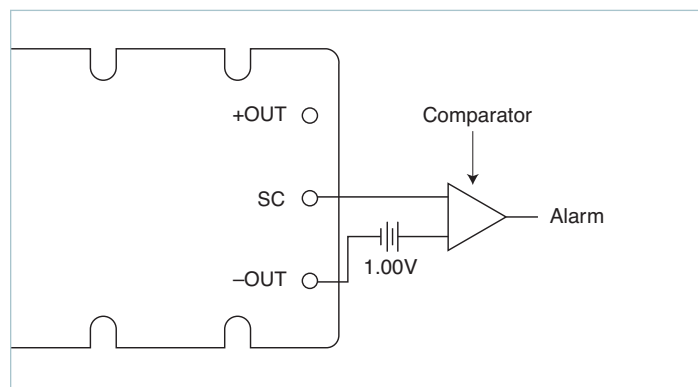 +OUT
Comparator
SC
Alarm
–OUT
1.00V